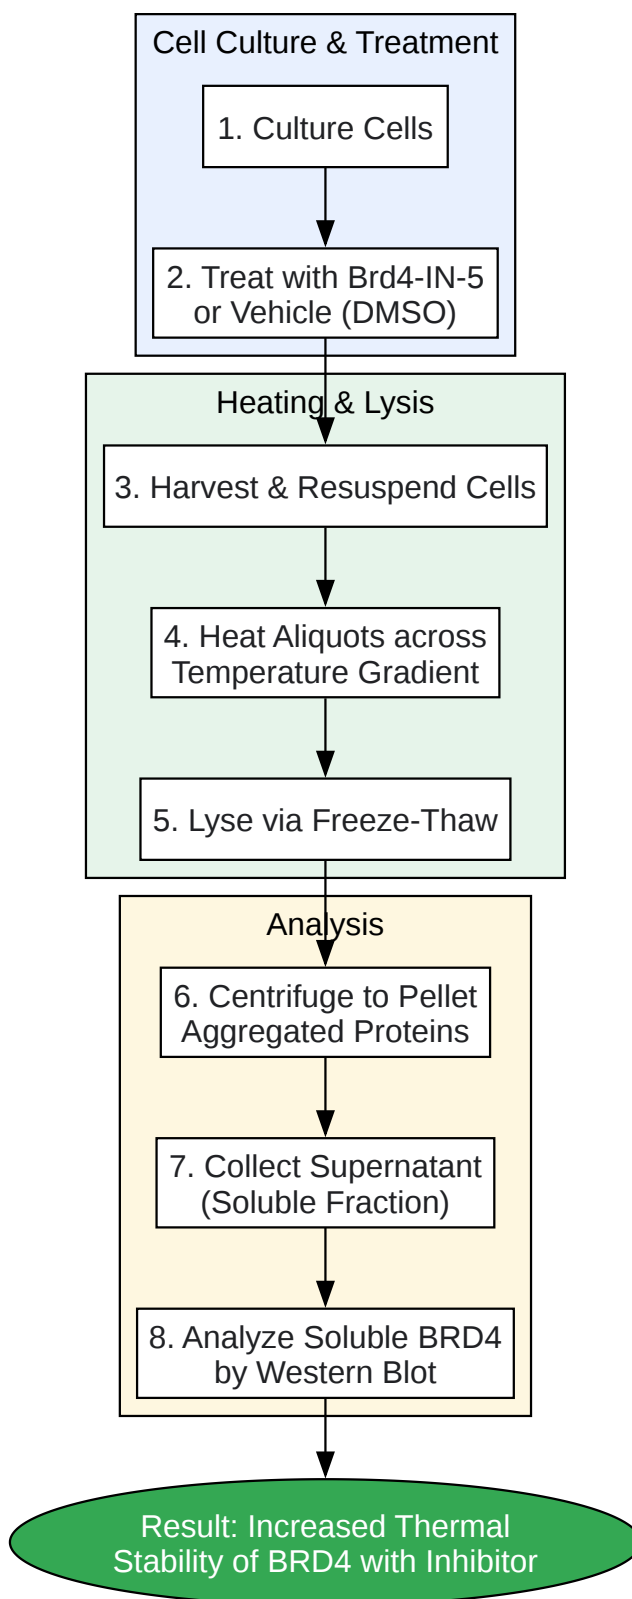 Cell Culture & Treatment
1. Culture Cells
2. Treat with Brd4-IN-5
or Vehicle (DMSO)
Heating & Lysis
3. Harvest & Resuspend Cells
4. Heat Aliquots across
Temperature Gradient
5. Lyse via Freeze-Thaw
Analysis
6. Centrifuge to Pellet
Aggregated Proteins
7. Collect Supernatant
(Soluble Fraction)
8. Analyze Soluble BRD4
by Western Blot
Result: Increased Thermal
Stability of BRD4 with Inhibitor